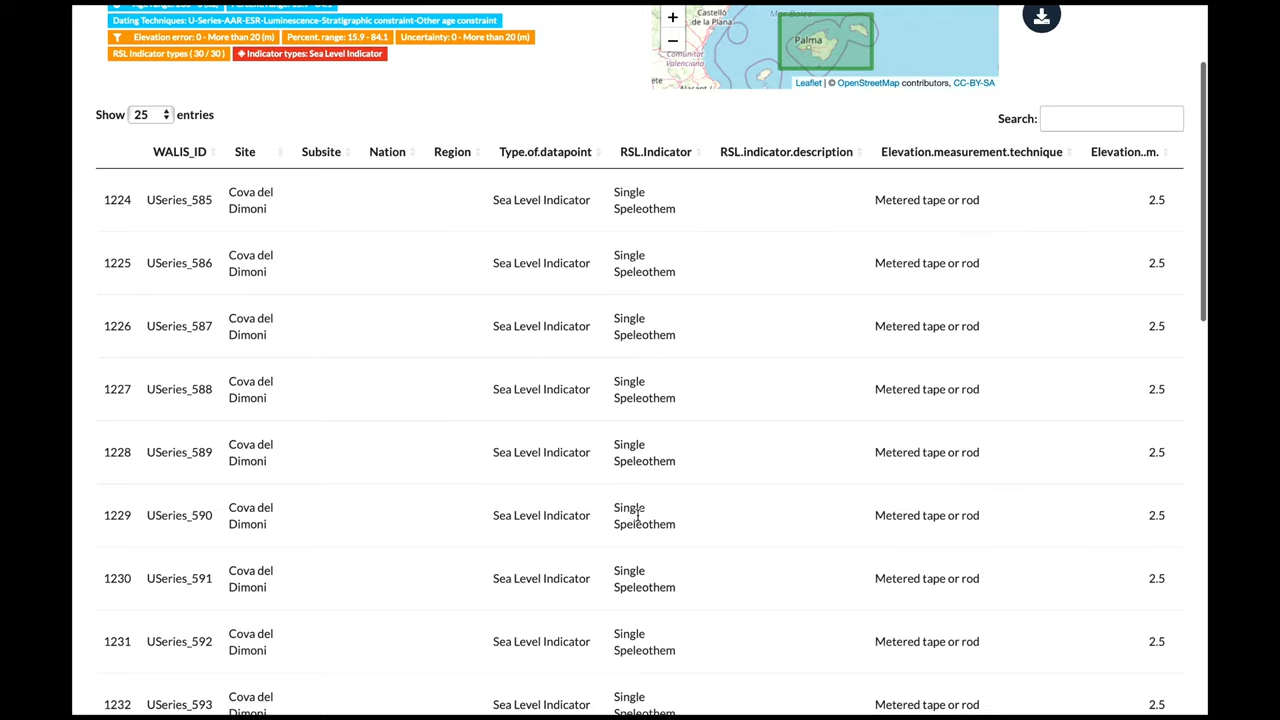 Dating Techniques: U-Series-AAR-ESR-Luminescence-Stratigraphic constraint-Other age constraint
Elevation error: 0 - More than 20 (m) Percent. range: 15.9 - 84.1 Uncertainty: 0 - More than 20 (m)
RSL Indicator types ( 30 / 30 ) Indicator types: Sea Level Indicator
+
−
Castelló
de la Plana
Palma
Comunitat
Valenciana
Leaflet | © OpenStreetMap contributors, CC-BY-SA
Show 25 entries
Search:
WALIS_ID Site Subsite Nation Region Type.of.datapoint RSL.Indicator RSL.indicator.description Elevation.measurement.technique Elevation..m.
1224 USeries_585 Cova del Dimoni Sea Level Indicator Single Speleothem Metered tape or rod 2.5
1225 USeries_586 Cova del Dimoni Sea Level Indicator Single Speleothem Metered tape or rod 2.5
1226 USeries_587 Cova del Dimoni Sea Level Indicator Single Speleothem Metered tape or rod 2.5
1227 USeries_588 Cova del Dimoni Sea Level Indicator Single Speleothem Metered tape or rod 2.5
1228 USeries_589 Cova del Dimoni Sea Level Indicator Single Speleothem Metered tape or rod 2.5
1229 USeries_590 Cova del Dimoni Sea Level Indicator Single Speleothem Metered tape or rod 2.5
1230 USeries_591 Cova del Dimoni Sea Level Indicator Single Speleothem Metered tape or rod 2.5
1231 USeries_592 Cova del Dimoni Sea Level Indicator Single Speleothem Metered tape or rod 2.5
1232 USeries_593 Cova del Dimoni Sea Level Indicator Single Speleothem Metered tape or rod 2.5